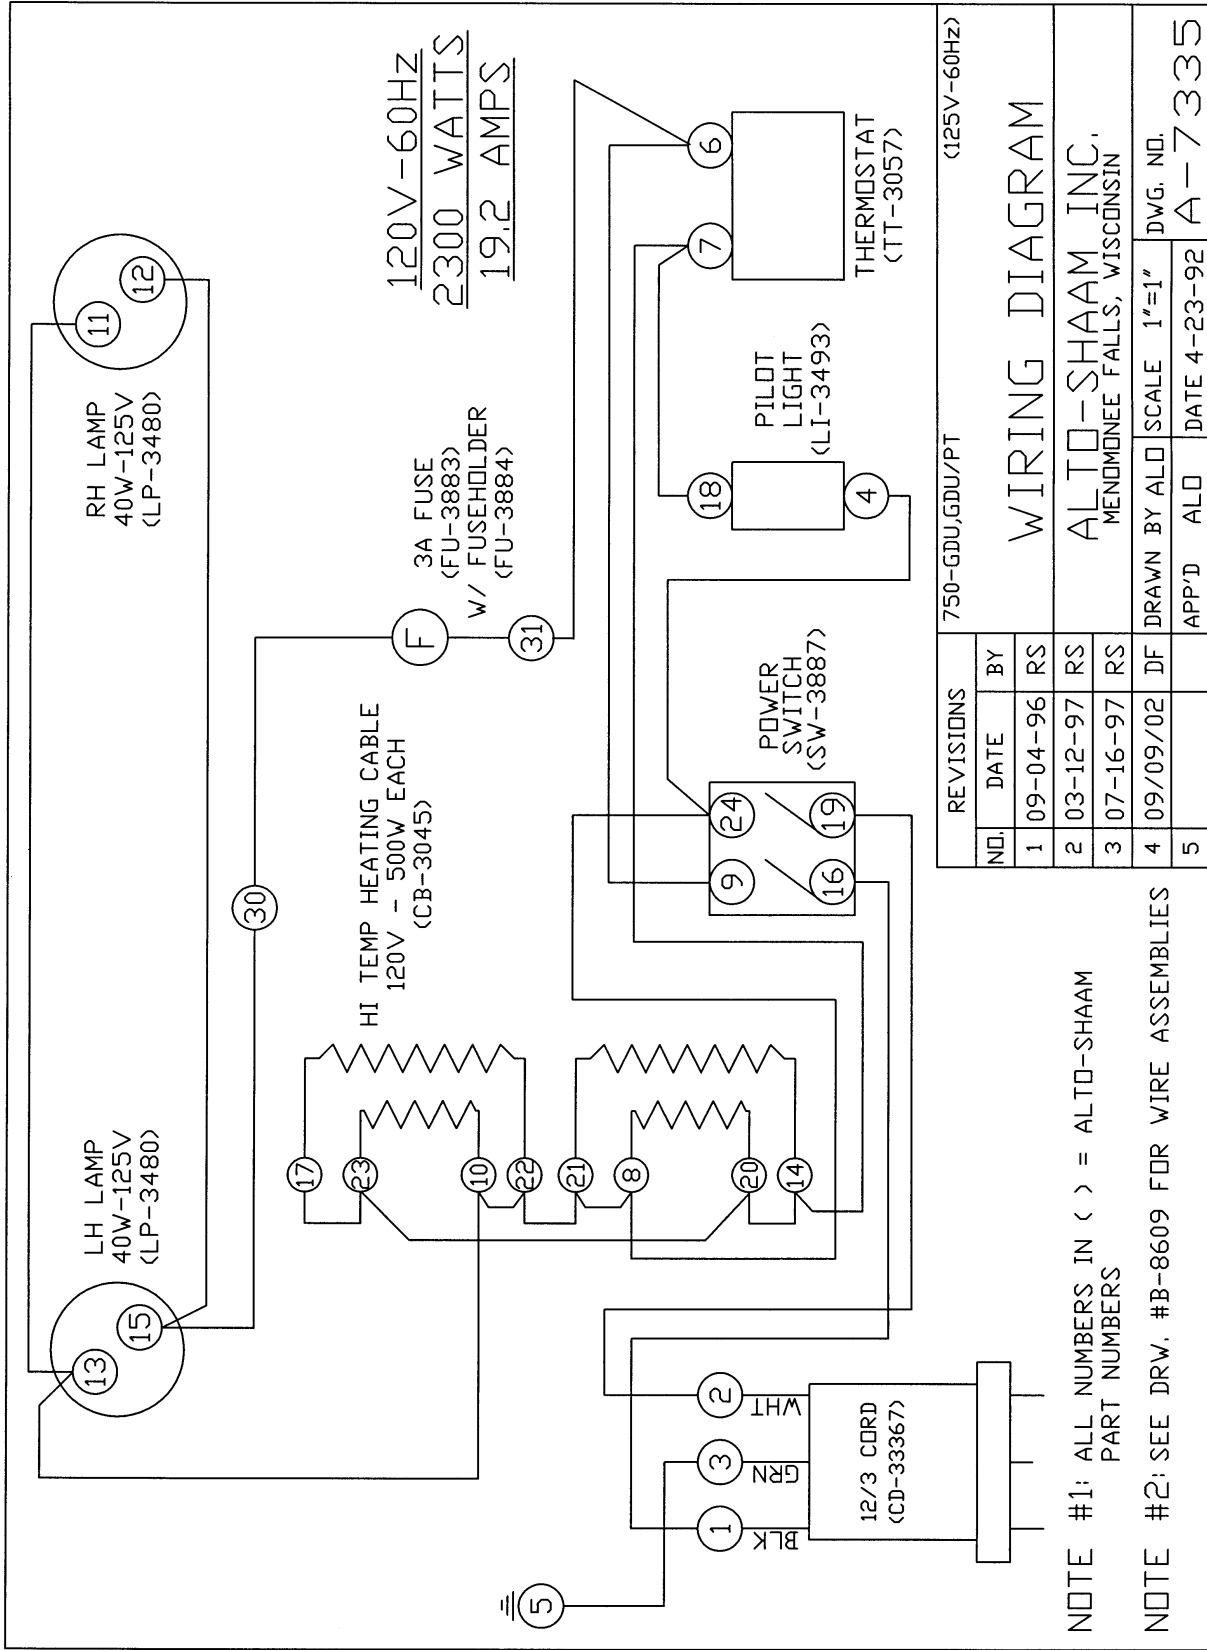 120V-60Hz
2300 WATTS
19.2 AMPS
RH LAMP
40W-125V
(LP-3480)
11
12
LH LAMP
40W-125V
(LP-3480)
13
15
30
3A FUSE
(FU-3883)
W/ FUSEHOLDER
(FU-3884)
F
31
HI TEMP HEATING CABLE
120V - 500W EACH
(CB-3045)
17
23
10
22
21
8
20
14
6
7
THERMOSTAT
(TT-3057)
PILOT
LIGHT
(LI-3493)
18
4
POWER
SWITCH
(SW-3887)
24
9
19
16
5
1
3
2
BLK
GRN
WHT
12/3 CORD
(CD-33367)
NOTE #1: ALL NUMBERS IN ( ) = ALTO-SHAAM
PART NUMBERS
NOTE #2: SEE DRW. #B-8609 FOR WIRE ASSEMBLIES
REVISIONS
NO. DATE BY
1 09-04-96 RS
2 03-12-97 RS
3 07-16-97 RS
4 09/09/02 DF
5
750-GDU,GDU/PT (125V-60Hz)
WIRING DIAGRAM
ALTO-SHAAM INC.
MENOMONEE FALLS, WISCONSIN
DRAWN BY ALO SCALE 1"=1" DWG. NO.
APP'D ALO DATE 4-23-92 A-7335